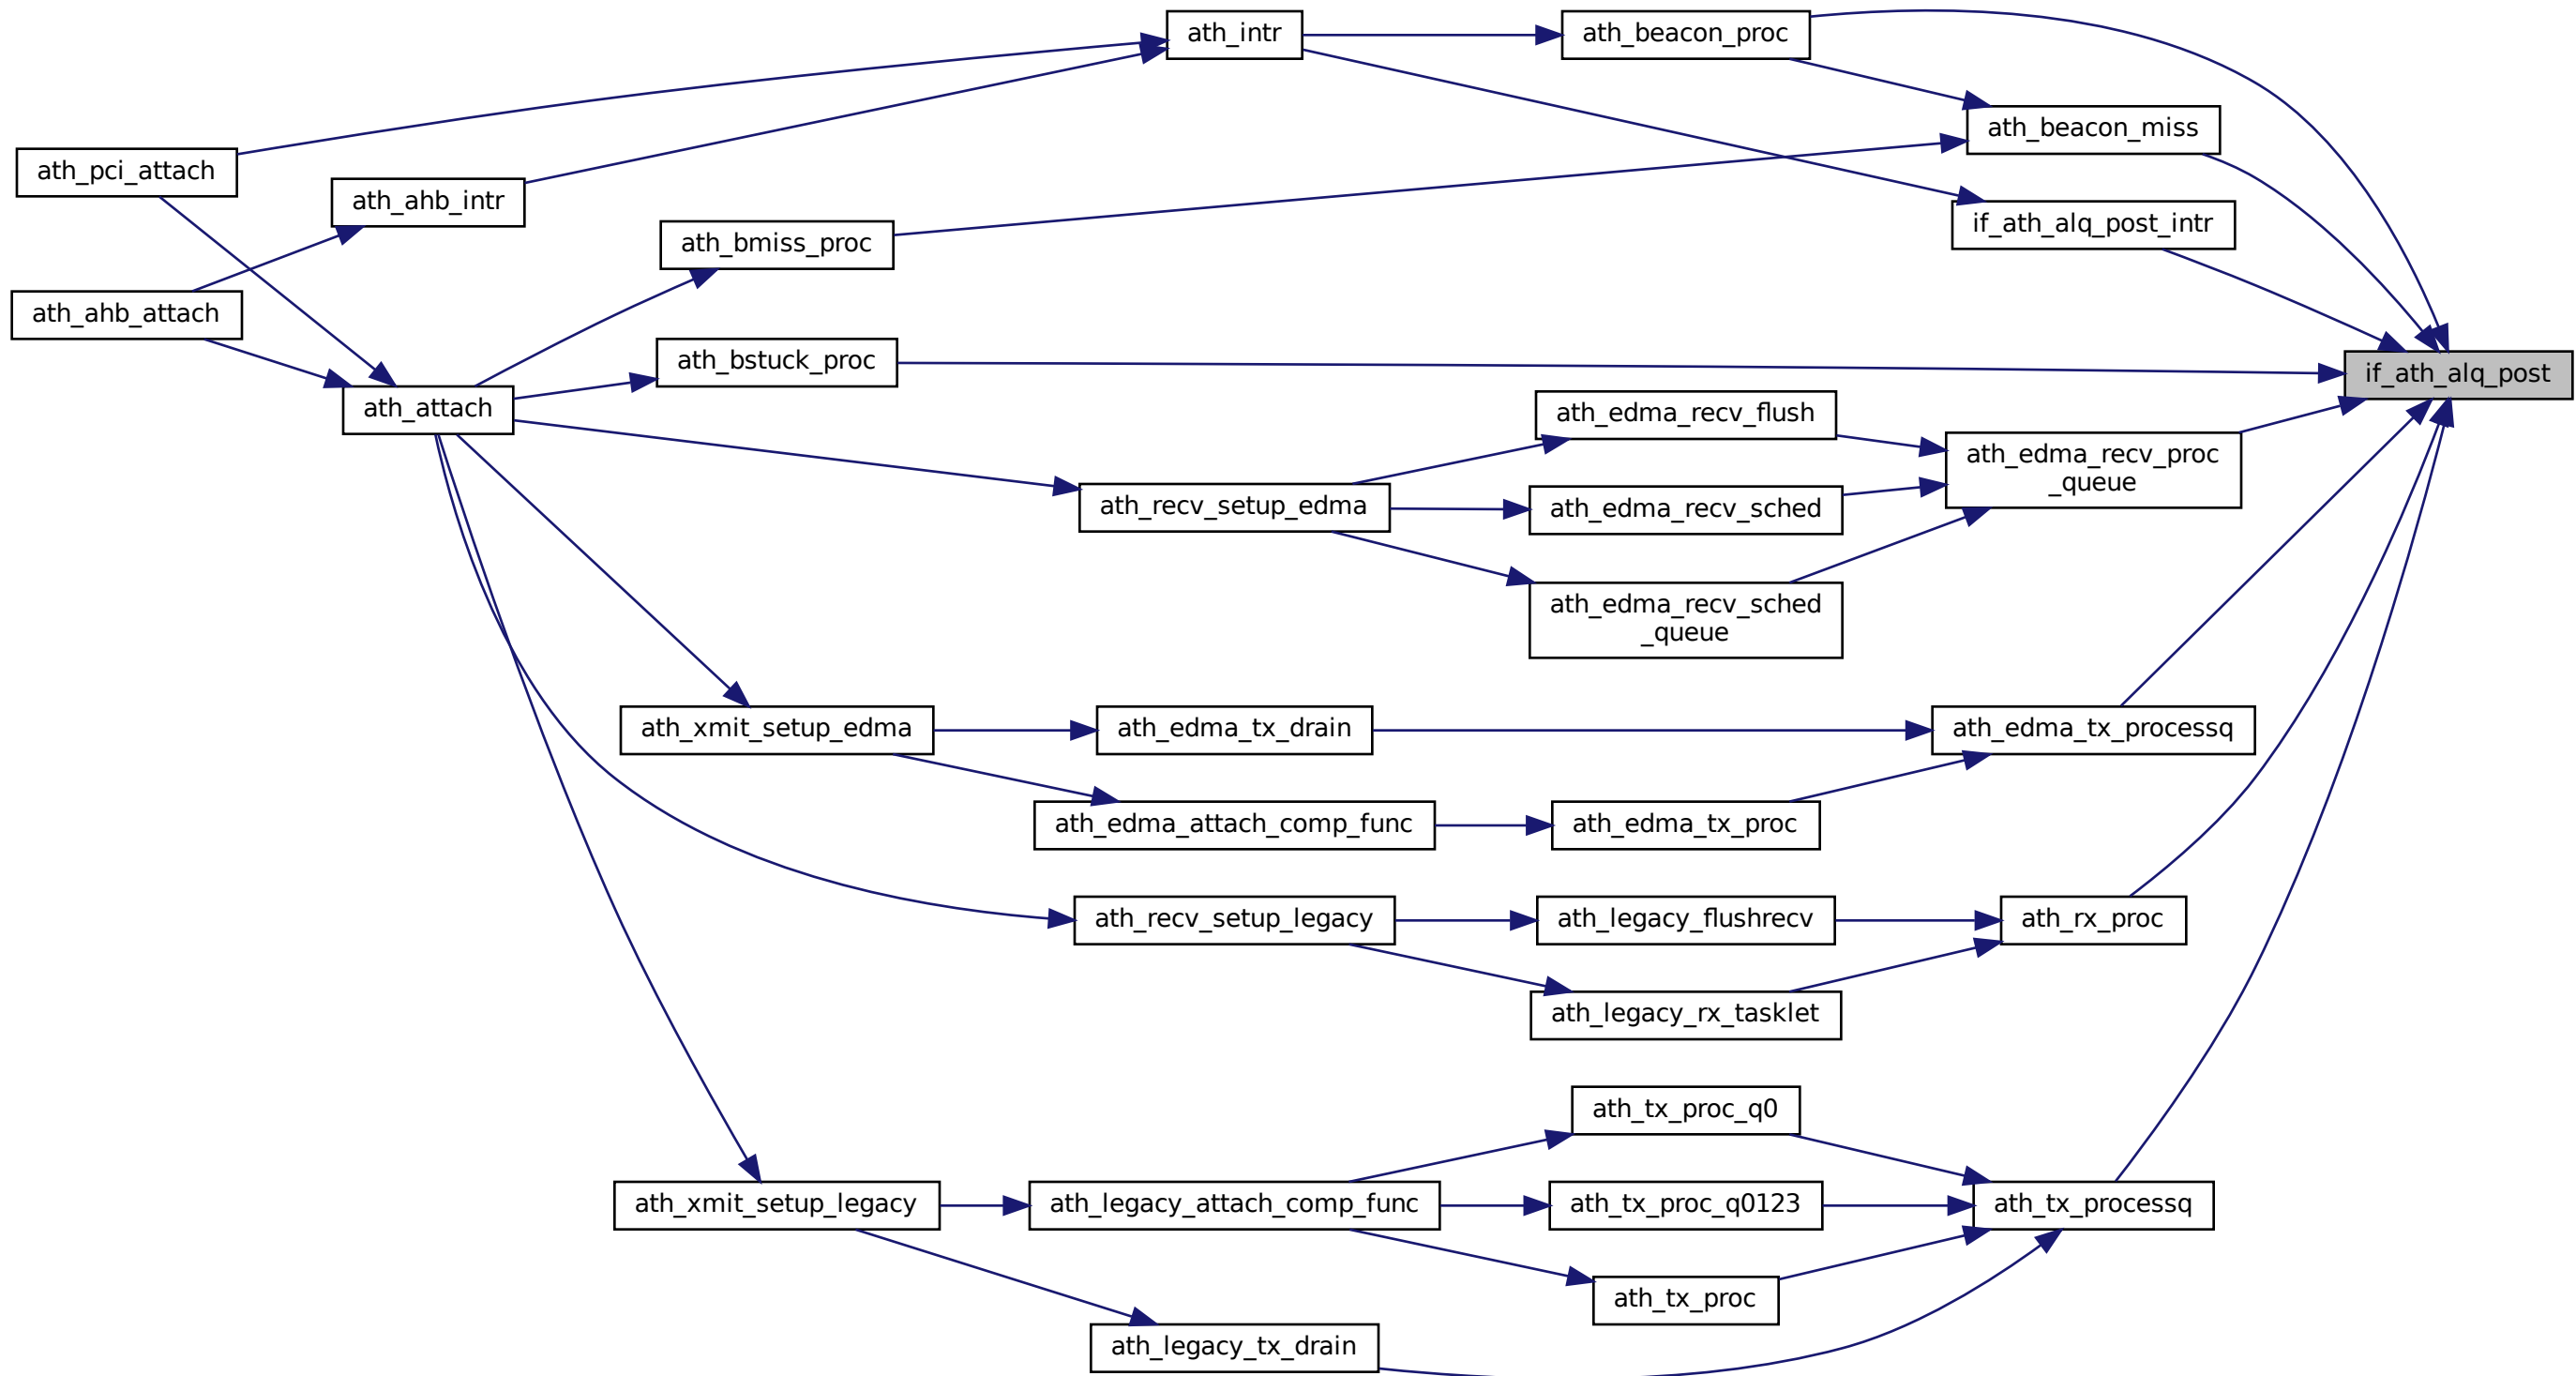 ath_intr
ath_beacon_proc
ath_beacon_miss
ath_pci_attach
ath_ahb_intr
if_ath_alq_post_intr
ath_bmiss_proc
ath_ahb_attach
ath_bstuck_proc
if_ath_alq_post
ath_attach
ath_edma_recv_flush
ath_edma_recv_proc
_queue
ath_recv_setup_edma
ath_edma_recv_sched
ath_edma_recv_sched
_queue
ath_xmit_setup_edma
ath_edma_tx_drain
ath_edma_tx_processq
ath_edma_attach_comp_func
ath_edma_tx_proc
ath_recv_setup_legacy
ath_legacy_flushrecv
ath_rx_proc
ath_legacy_rx_tasklet
ath_tx_proc_q0
ath_xmit_setup_legacy
ath_legacy_attach_comp_func
ath_tx_proc_q0123
ath_tx_processq
ath_tx_proc
ath_legacy_tx_drain